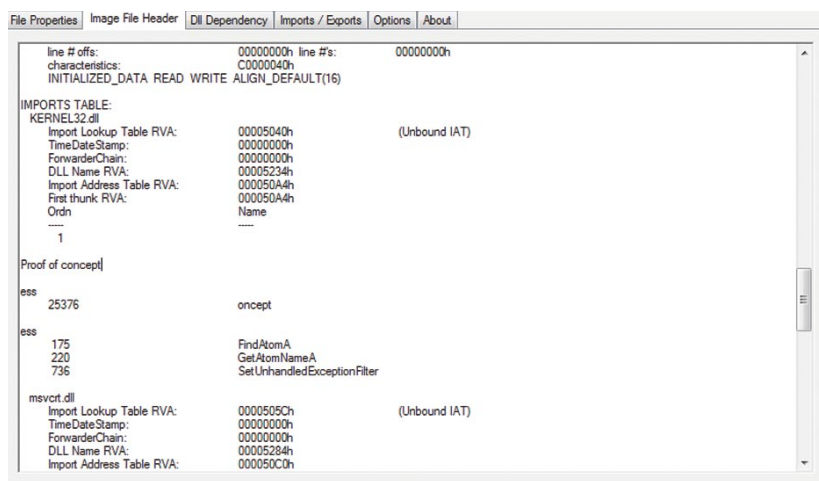 File Properties Image File Header Dll Dependency Imports / Exports Options About
line # offs: 00000000h line #'s: 00000000h
characteristics: C0000040h
INITIALIZED_DATA READ WRITE ALIGN_DEFAULT(16)
IMPORTS TABLE:
KERNEL32.dll
Import Lookup Table RVA: 00005040h (Unbound IAT)
TimeDateStamp: 00000000h
ForwarderChain: 00000000h
DLL Name RVA: 00005234h
Import Address Table RVA: 000050A4h
First thunk RVA: 000050A4h
Ordn Name
----- -----
1
Proof of concept
ess
25376 oncept
ess
175 FindAtomA
220 GetAtomNameA
736 SetUnhandledExceptionFilter
msvcrt.dll
Import Lookup Table RVA: 0000505Ch (Unbound IAT)
TimeDateStamp: 00000000h
ForwarderChain: 00000000h
DLL Name RVA: 00005284h
Import Address Table RVA: 000050C0h